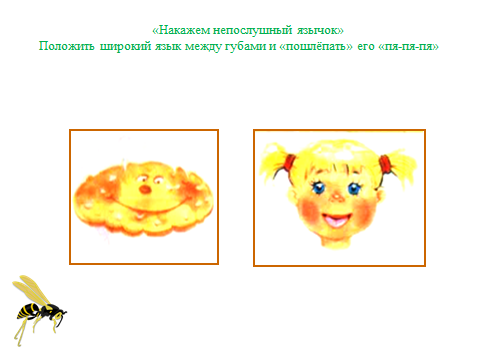 «Накажем непослушный язычок»
Положить широкий язык между губами и «пошлёпать» его «пя-пя-пя»